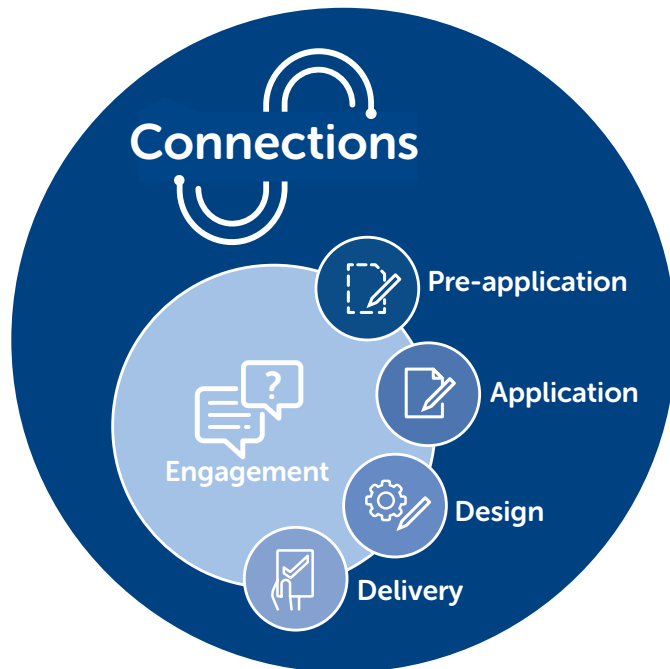 Connections
Pre-application
?
Application
Engagement
Design
Delivery